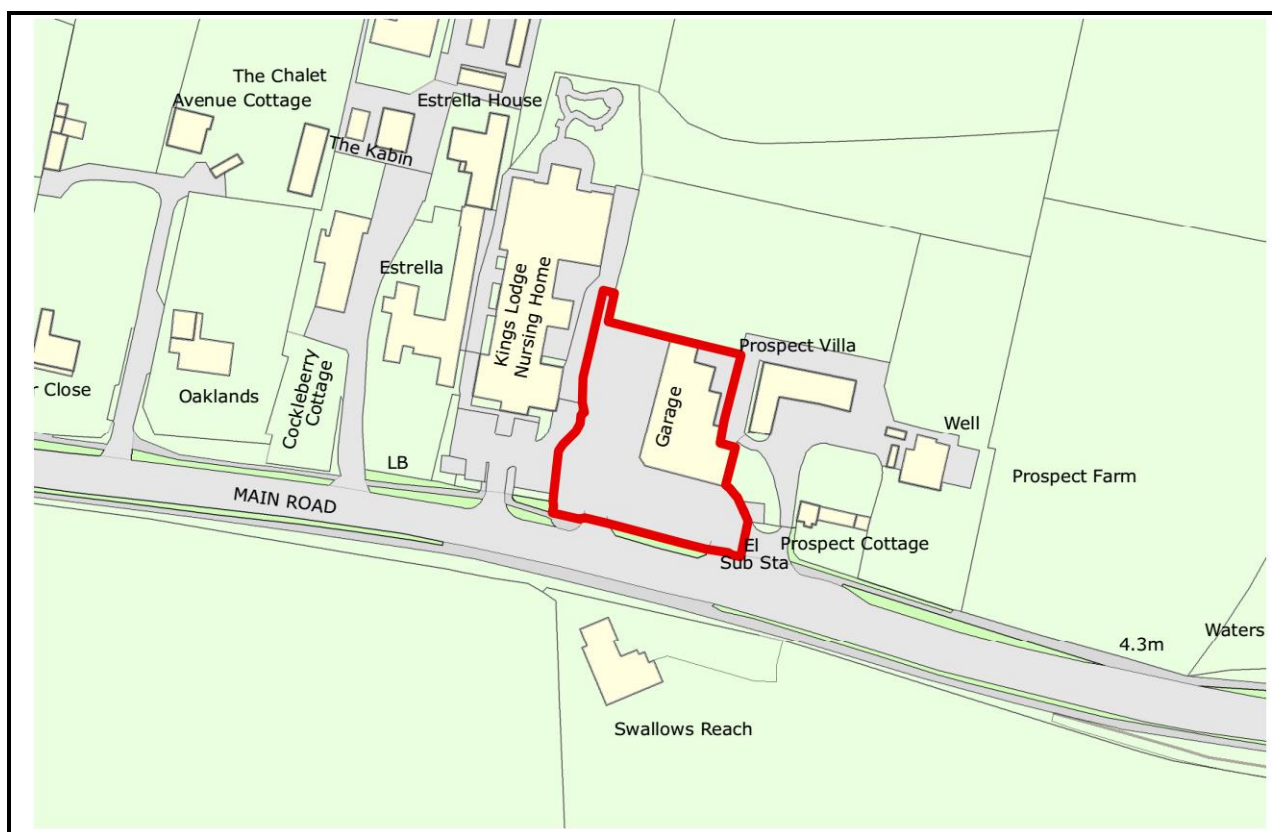 The Chalet
Avenue Cottage
Estrella House
The Kabin
Estrella
Kings Lodge
Nursing Home
Prospect Villa
Garage
r Close
Oaklands
Cockleberry
Cottage
Well
LB
Prospect Farm
MAIN ROAD
El
Sub Sta
Prospect Cottage
Waters
4.3m
Swallows Reach